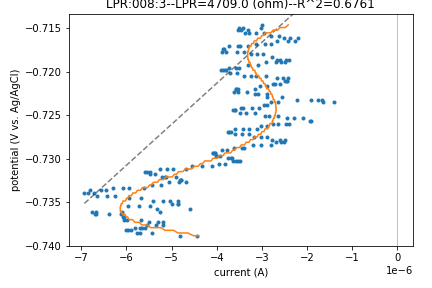 LPR:008:3--LPR=4709.0 (ohm)--R^2=0.6761
−0.715
−0.720
−0.725
−0.730
−0.735
−0.740
potential (V vs. Ag/AgCl)
−7 −6 −5 −4 −3 −2 −1 0
1e−6
current (A)